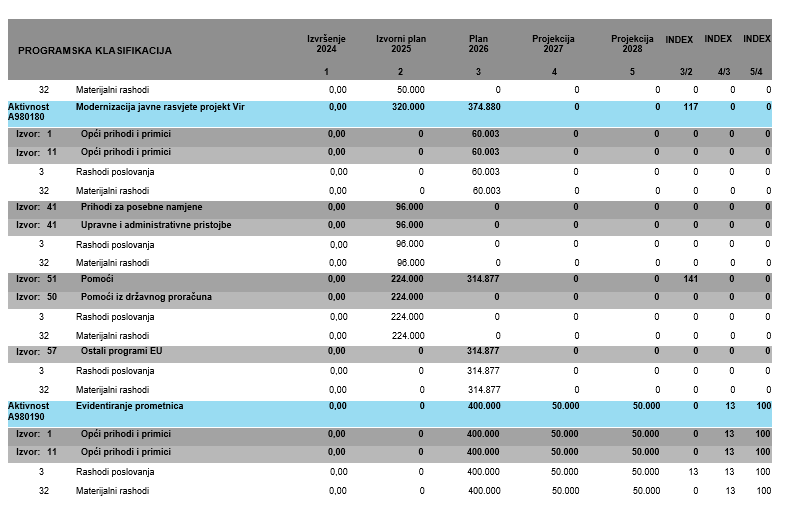 PROGRAMSKA KLASIFIKACIJA Izvršenje 2024 Izvorni plan 2025 Plan 2026 Projekcija 2027 Projekcija 2028 INDEX INDEX INDEX
1 2 3 4 5 3/2 4/3 5/4
32 Materijalni rashodi 0,00 50.000 0 0 0 0 0 0
Aktivnost A980180 Modernizacija javne rasvjete projekt Vir 0,00 320.000 374.880 0 0 117 0 0
Izvor: 1 Opći prihodi i primici 0,00 0 60.003 0 0 0 0 0
Izvor: 11 Opći prihodi i primici 0,00 0 60.003 0 0 0 0 0
3 Rashodi poslovanja 0,00 0 60.003 0 0 0 0 0
32 Materijalni rashodi 0,00 0 60.003 0 0 0 0 0
Izvor: 41 Prihodi za posebne namjene 0,00 96.000 0 0 0 0 0 0
Izvor: 41 Upravne i administrativne pristojbe 0,00 96.000 0 0 0 0 0 0
3 Rashodi poslovanja 0,00 96.000 0 0 0 0 0 0
32 Materijalni rashodi 0,00 96.000 0 0 0 0 0 0
Izvor: 51 Pomoći 0,00 224.000 314.877 0 0 141 0 0
Izvor: 50 Pomoći iz državnog proračuna 0,00 224.000 0 0 0 0 0 0
3 Rashodi poslovanja 0,00 224.000 0 0 0 0 0 0
32 Materijalni rashodi 0,00 224.000 0 0 0 0 0 0
Izvor: 57 Ostali programi EU 0,00 0 314.877 0 0 0 0 0
3 Rashodi poslovanja 0,00 0 314.877 0 0 0 0 0
32 Materijalni rashodi 0,00 0 314.877 0 0 0 0 0
Aktivnost A980190 Evidentiranje prometnica 0,00 0 400.000 50.000 50.000 0 13 100
Izvor: 1 Opći prihodi i primici 0,00 0 400.000 50.000 50.000 0 13 100
Izvor: 11 Opći prihodi i primici 0,00 0 400.000 50.000 50.000 0 13 100
3 Rashodi poslovanja 0,00 0 400.000 50.000 50.000 13 13 100
32 Materijalni rashodi 0,00 0 400.000 50.000 50.000 0 13 100